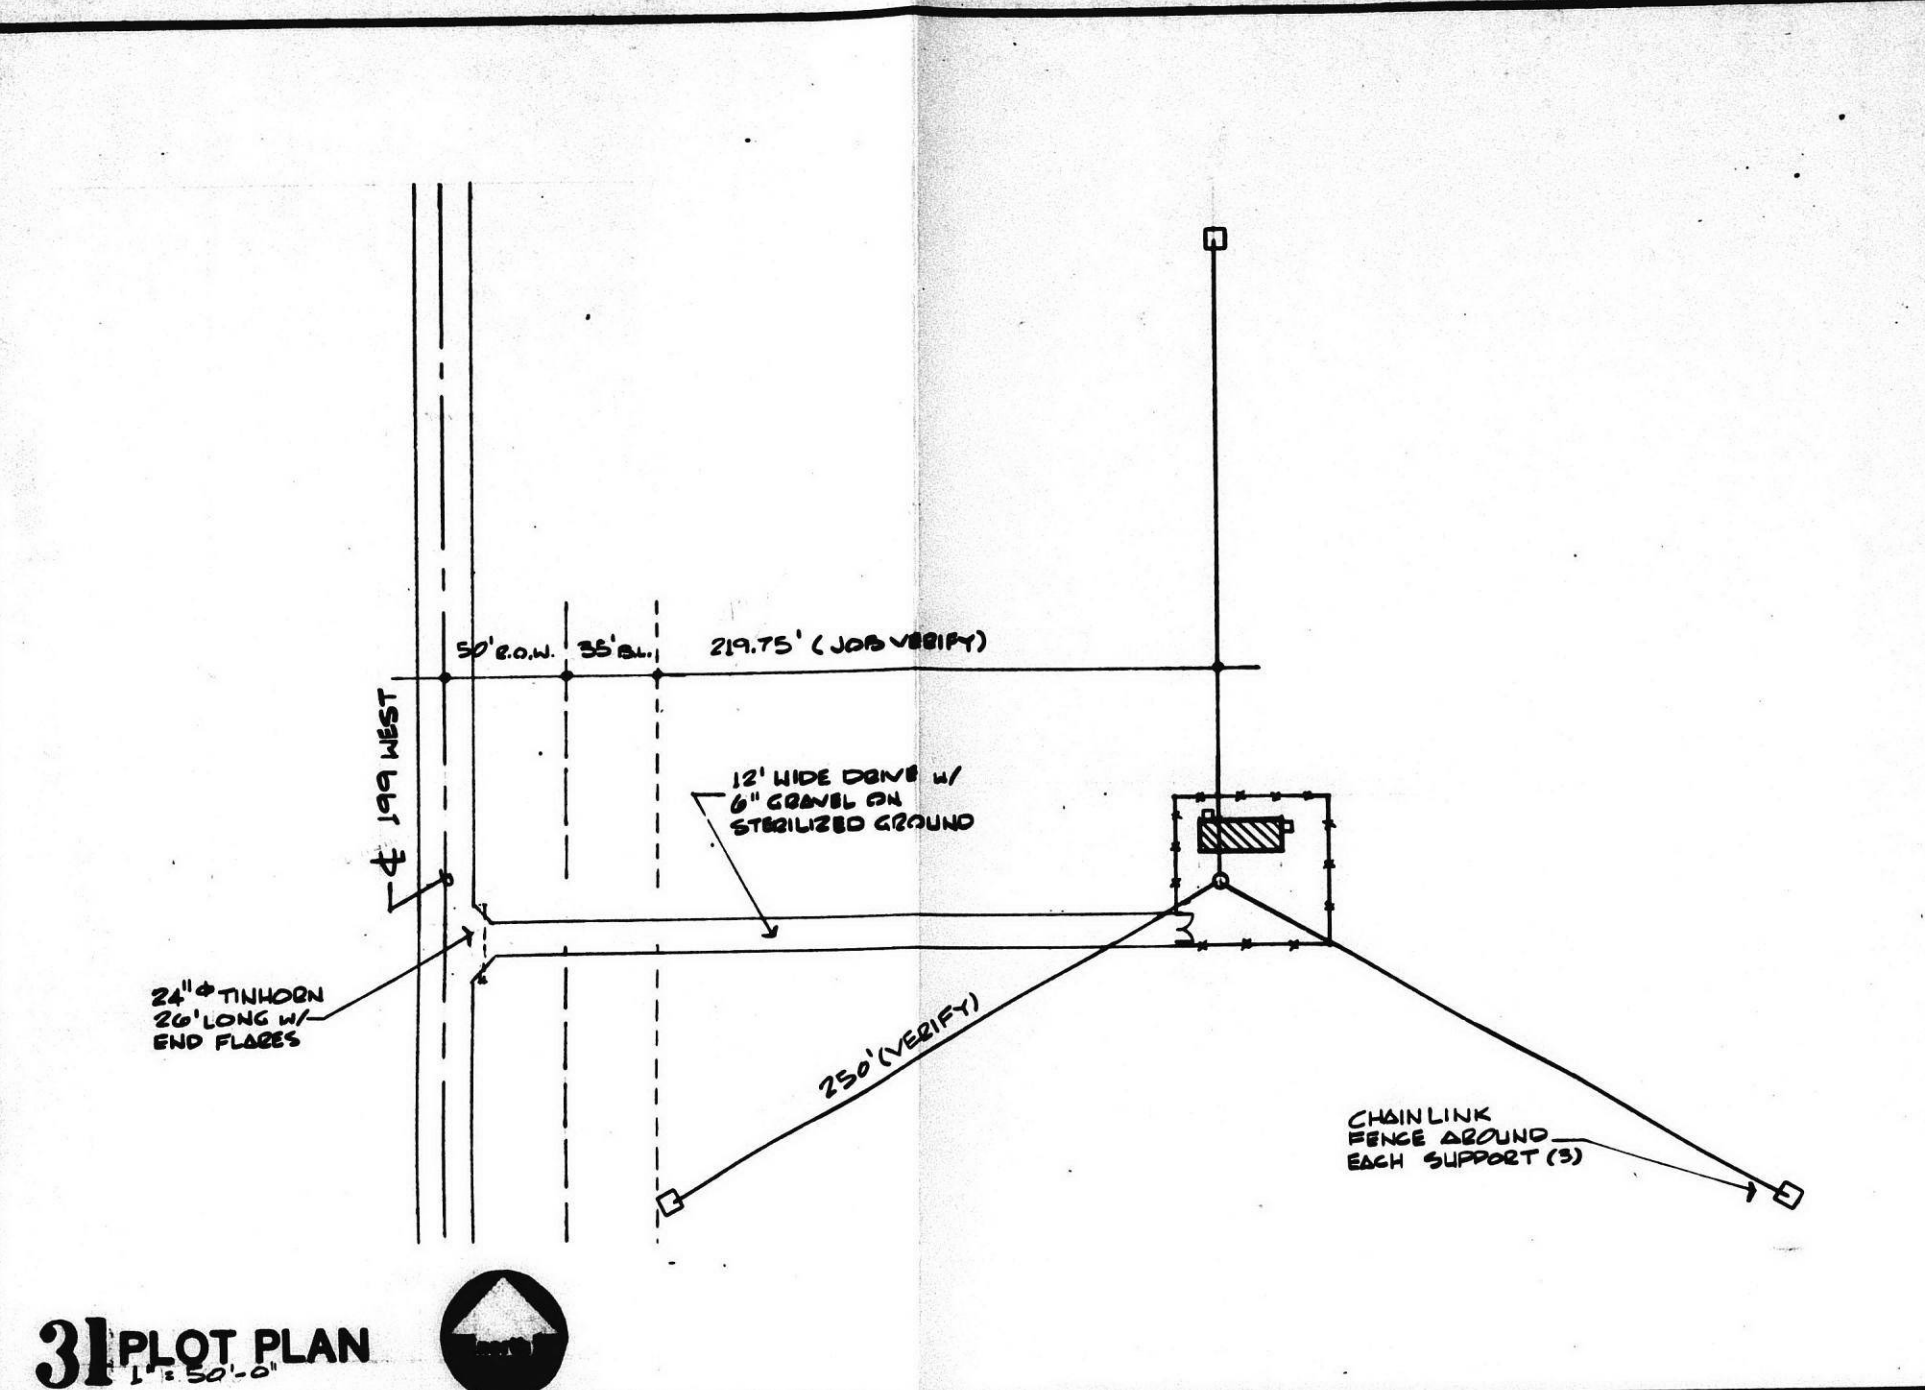 50' R.O.W.
35' B.L.
219.75' (JOB VERIFY)
℄ 199 WEST
12' WIDE DRIVE W/
6" GRAVEL ON
STERILIZED GROUND
24"ϕ TINHORN
26' LONG W/
END FLARES
250' (VERIFY)
CHAINLINK
FENCE AROUND
EACH SUPPORT (3)
31 PLOT PLAN
1" = 50'-0"
north